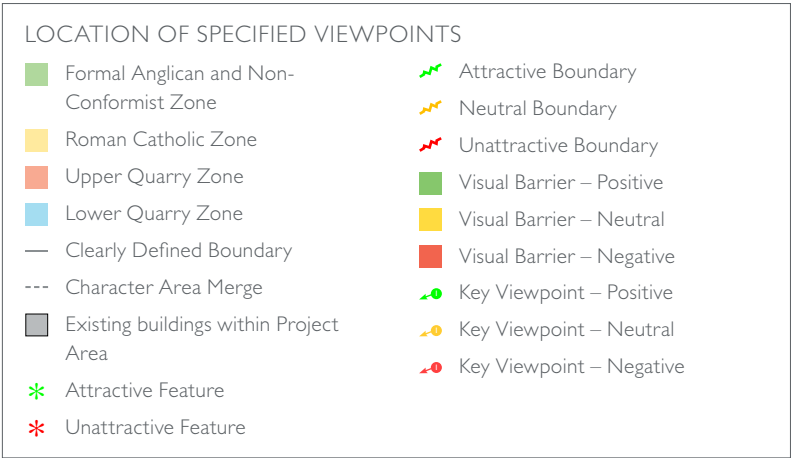 LOCATION OF SPECIFIED VIEWPOINTS
Formal Anglican and Non-
Conformist Zone
Roman Catholic Zone
Upper Quarry Zone
Lower Quarry Zone
Clearly Defined Boundary
Character Area Merge
Existing buildings within Project
Area
Attractive Feature
Unattractive Feature
Attractive Boundary
Neutral Boundary
Unattractive Boundary
Visual Barrier – Positive
Visual Barrier – Neutral
Visual Barrier – Negative
Key Viewpoint – Positive
Key Viewpoint – Neutral
Key Viewpoint – Negative